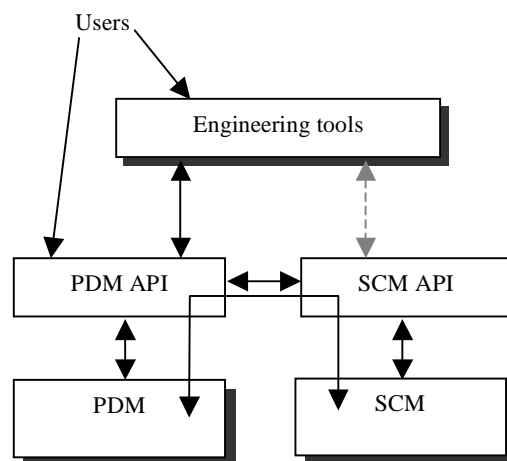 Users
Engineering tools
PDM API
SCM API
PDM
SCM